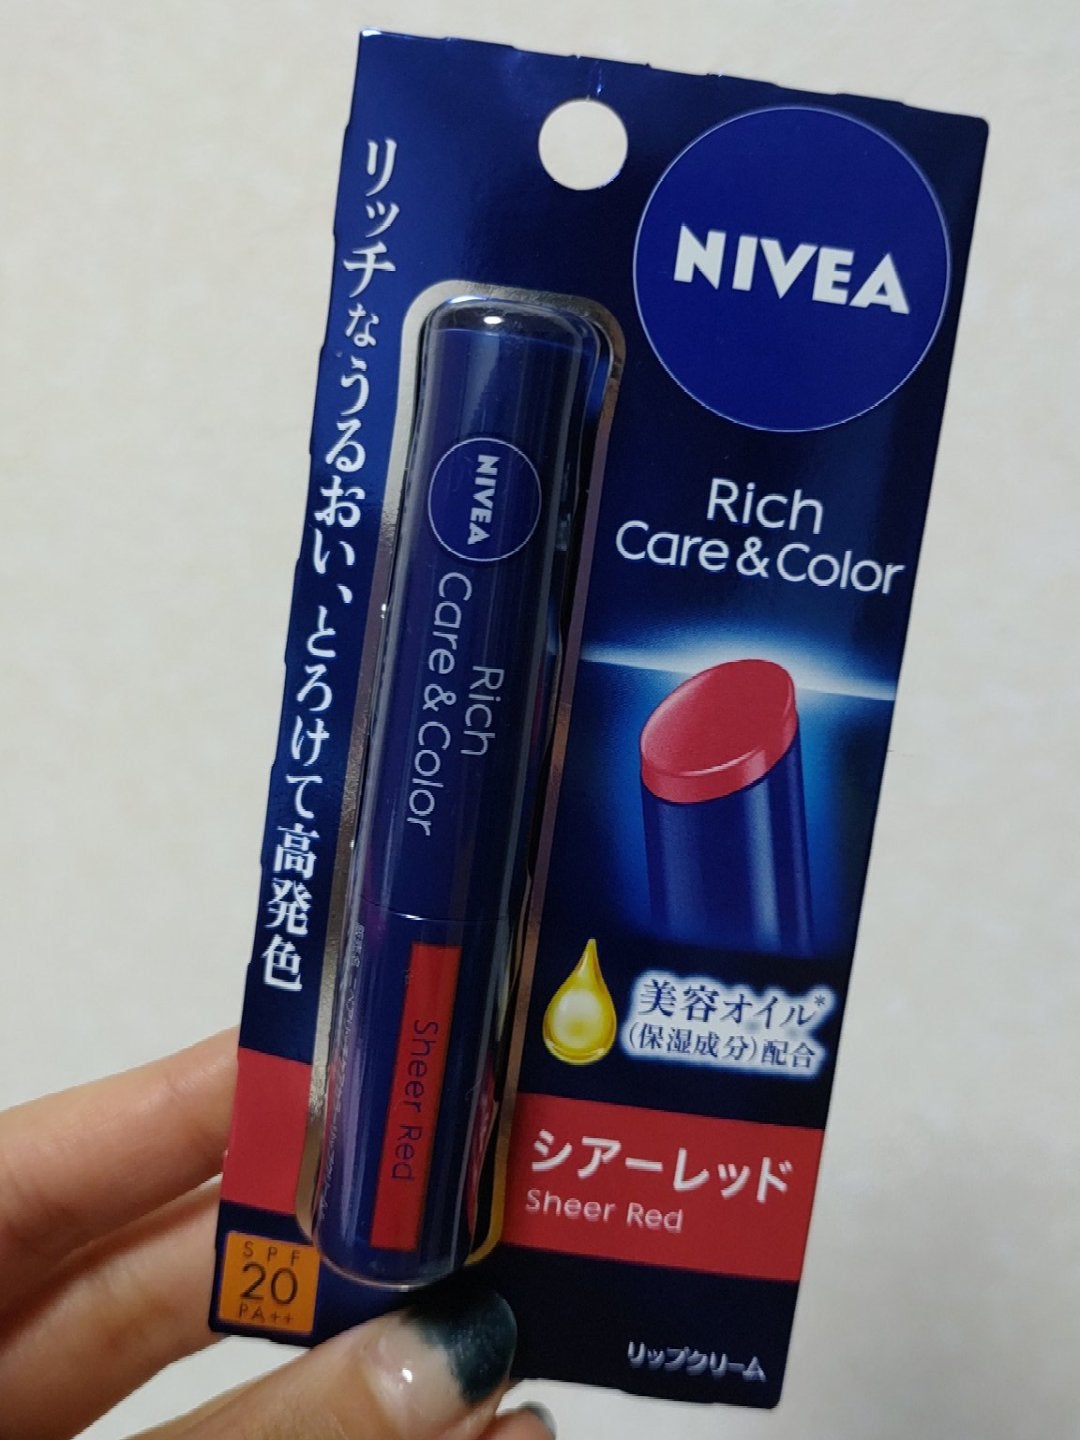 リッチなうるおい、とろけて高発色
NIVEA
Rich
Care & Color
NIVEA
Rich
Care & Color
Sheer Red
美容オイル*
(保湿成分)配合
シアーレッド
Sheer Red
SPF
20
PA++
リップクリーム